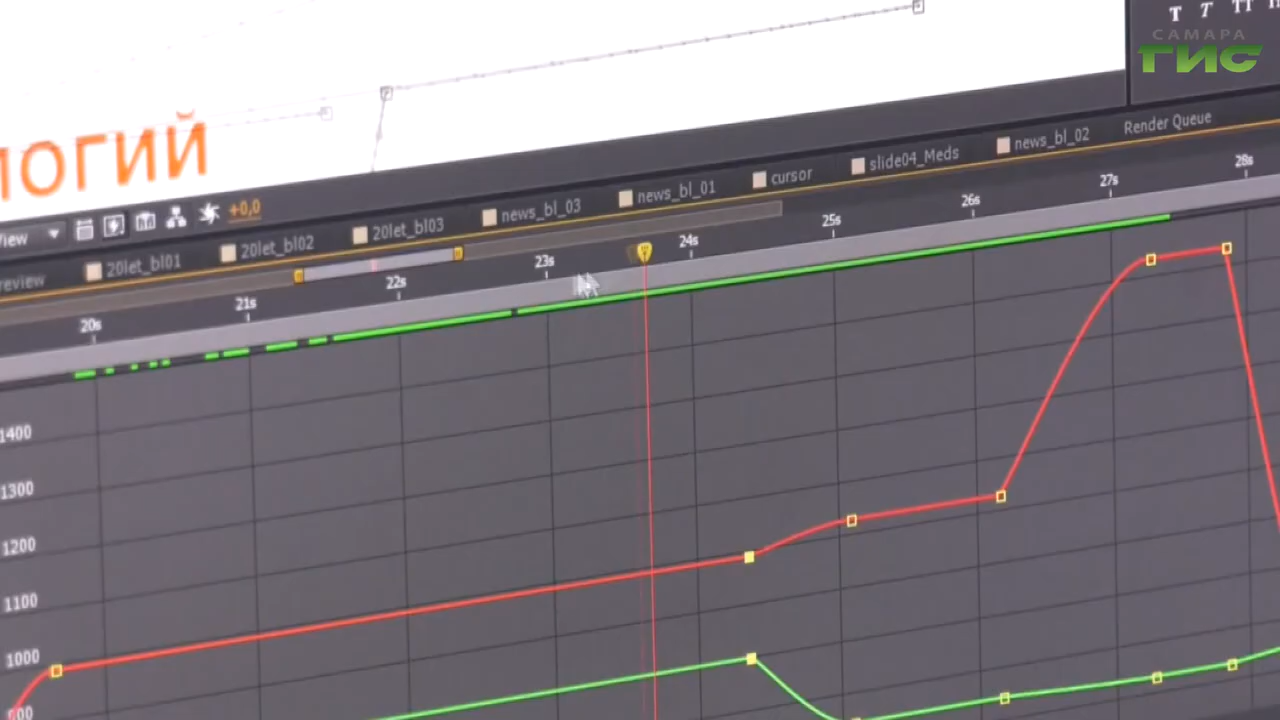 САМАРА
ГИС
ЛОГИЙ
+0,0
20let_bl01
20let_bl02
20let_bl03
news_bl_03
news_bl_01
cursor
slide04_Meds
news_bl_02
Render Queue
20s
21s
22s
23s
24s
25s
26s
27s
28s
1400
1300
1200
1100
1000